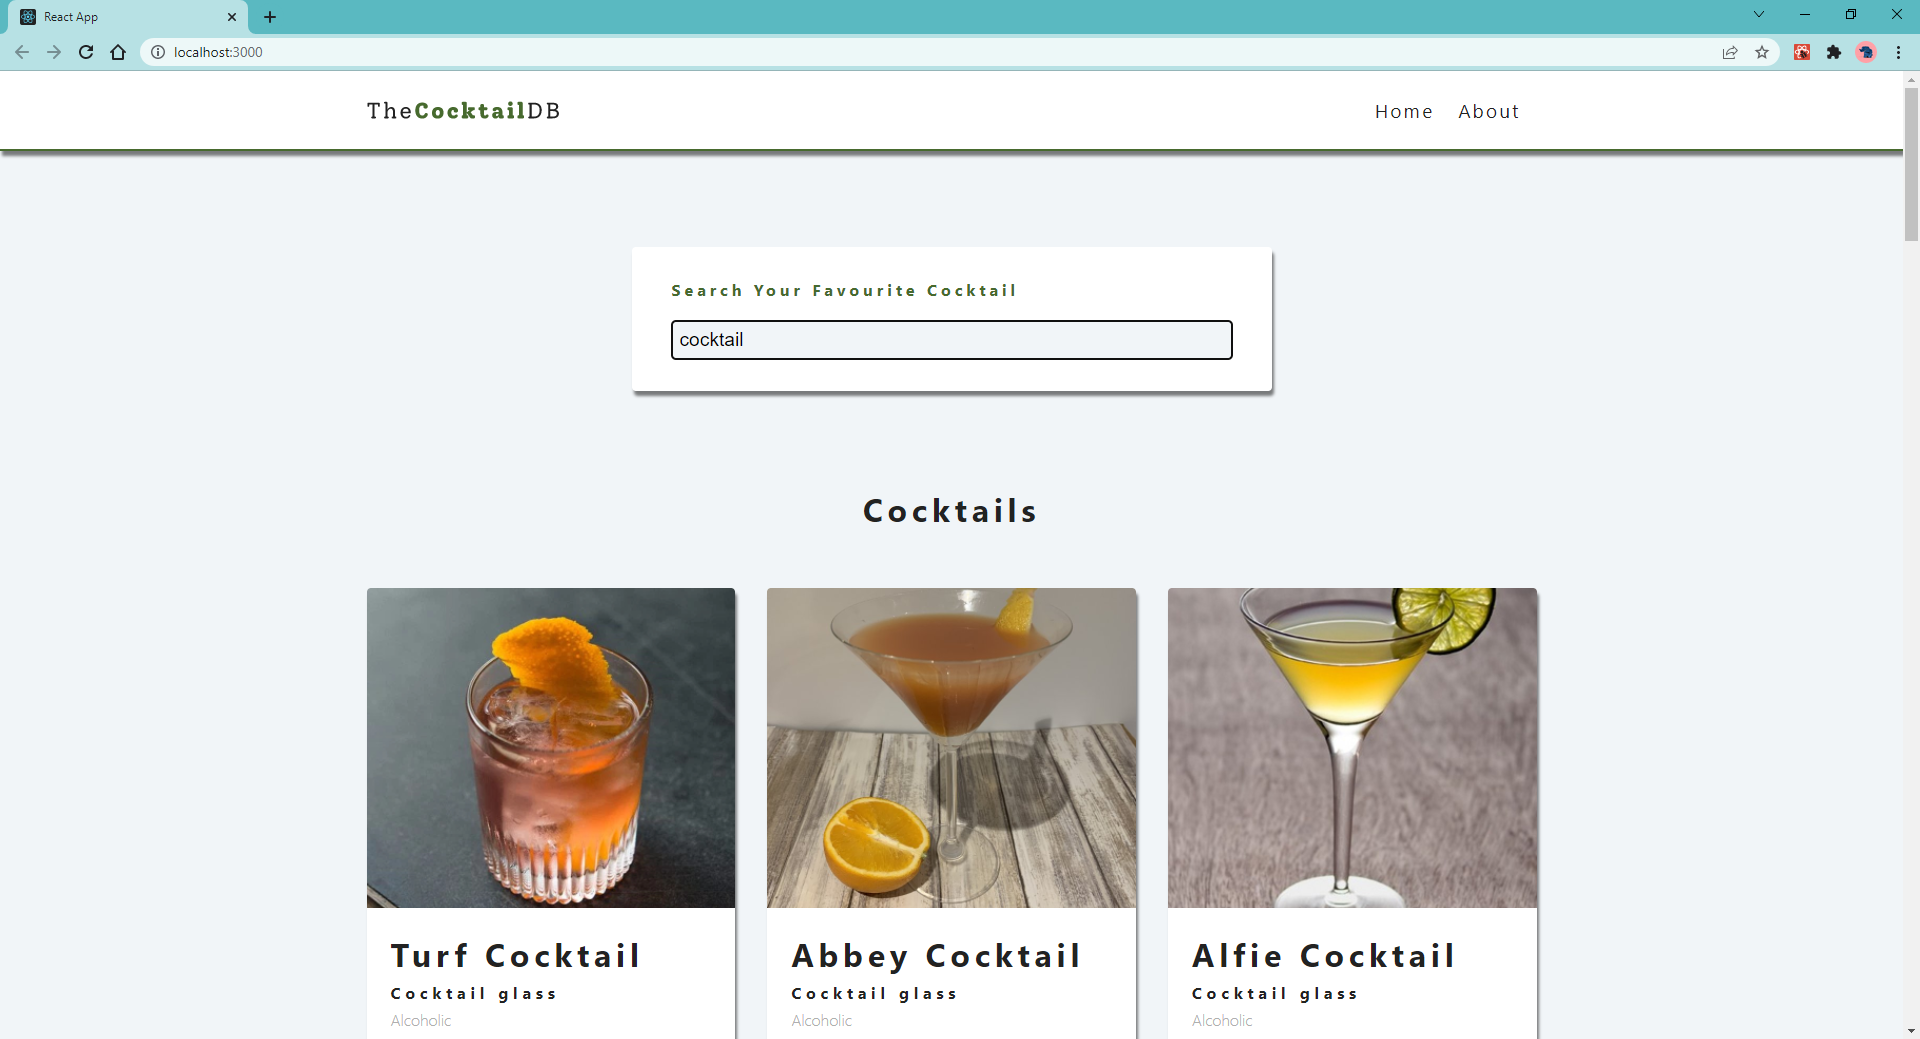 React App
localhost:3000
TheCocktailDB
Home About
Search Your Favourite Cocktail
cocktail
Cocktails
Turf Cocktail
Cocktail glass
Alcoholic
Abbey Cocktail
Cocktail glass
Alcoholic
Alfie Cocktail
Cocktail glass
Alcoholic